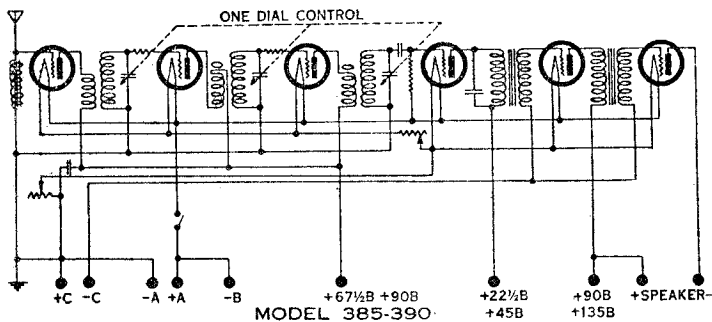 ONE DIAL CONTROL
+C -C -A +A -B +67½B +90B +22½B +90B +SPEAKER-
+45B +135B
MODEL 385-390